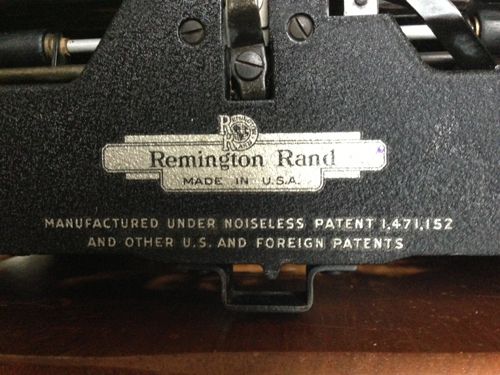 Remington Rand
MADE IN U.S.A.
MANUFACTURED UNDER NOISELESS PATENT 1,471,152
AND OTHER U.S. AND FOREIGN PATENTS